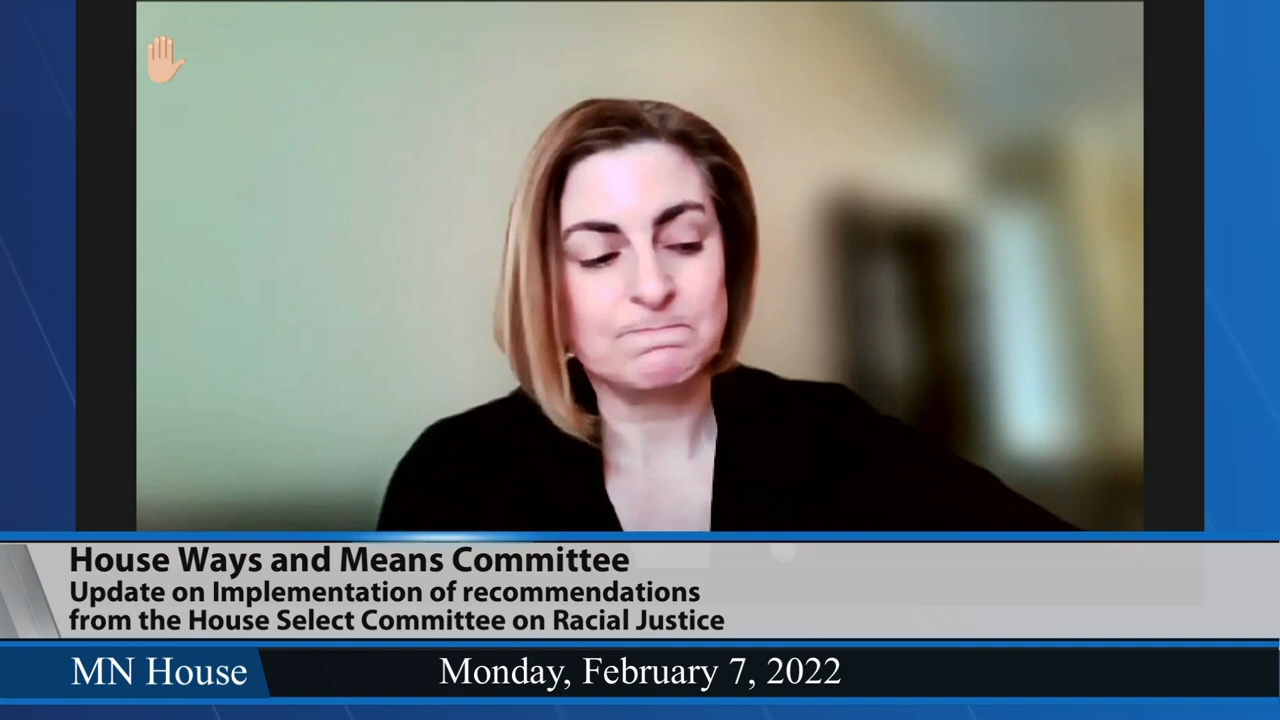 House Ways and Means Committee
Update on Implementation of recommendations
from the House Select Committee on Racial Justice
MN House
Monday, February 7, 2022